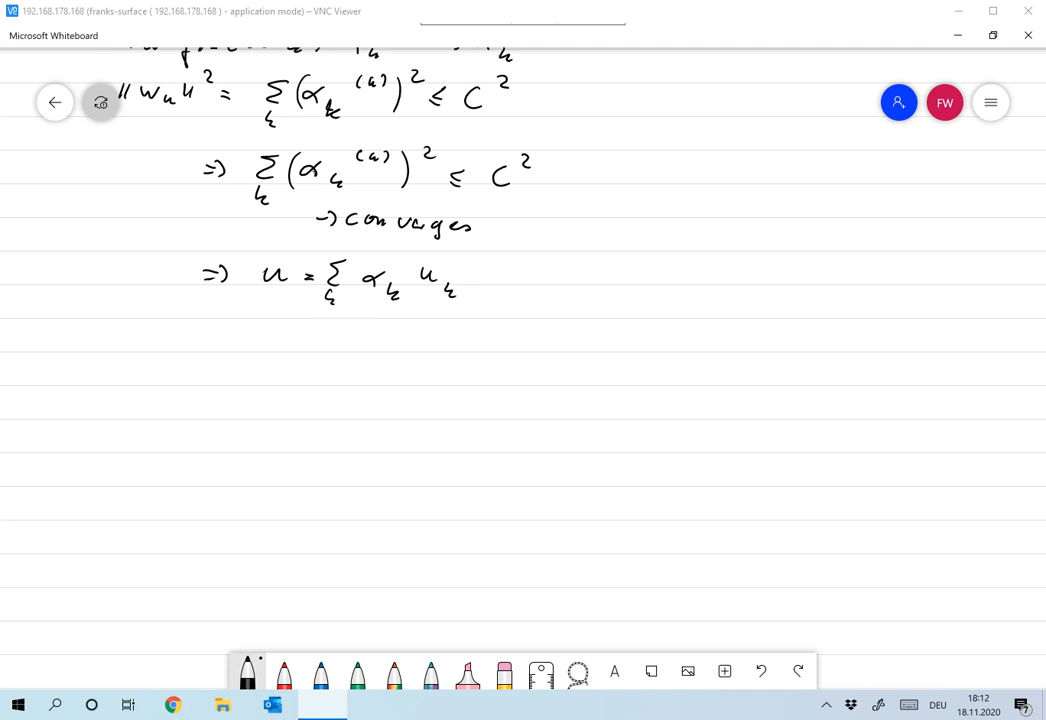 192.168.178.168 (franks-surface ( 192.168.178.168 ) - application mode) - VNC Viewer
Microsoft Whiteboard
‖w_n‖² = Σ_k (α_k^(n))² ≤ C²
FW
⇒ Σ_k (α_k^(n))² ≤ C²
→ converges
⇒ u = Σ_k α_k u_k
A
DEU
18:12
18.11.2020
7